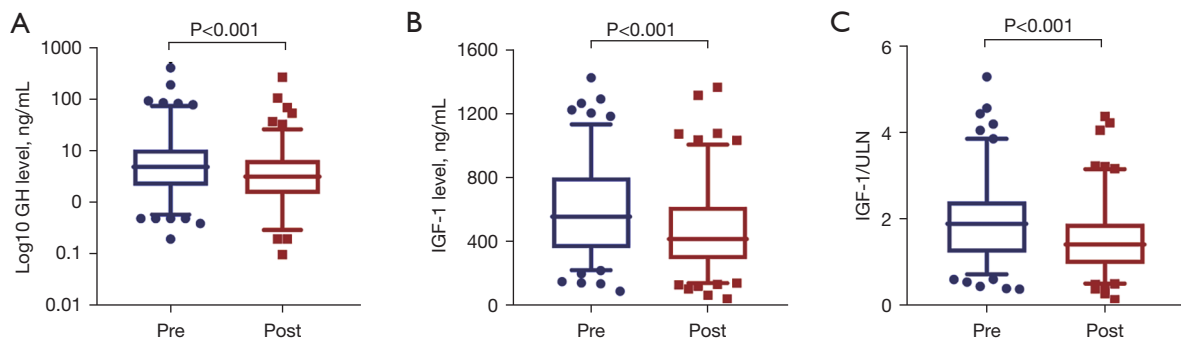 A
P<0.001
Log10 GH level, ng/mL
1000
100
10
0
0.1
0.01
Pre
Post
B
P<0.001
IGF-1 level, ng/mL
1600
1200
800
400
0
Pre
Post
C
P<0.001
IGF-1/ULN
6
4
2
0
Pre
Post